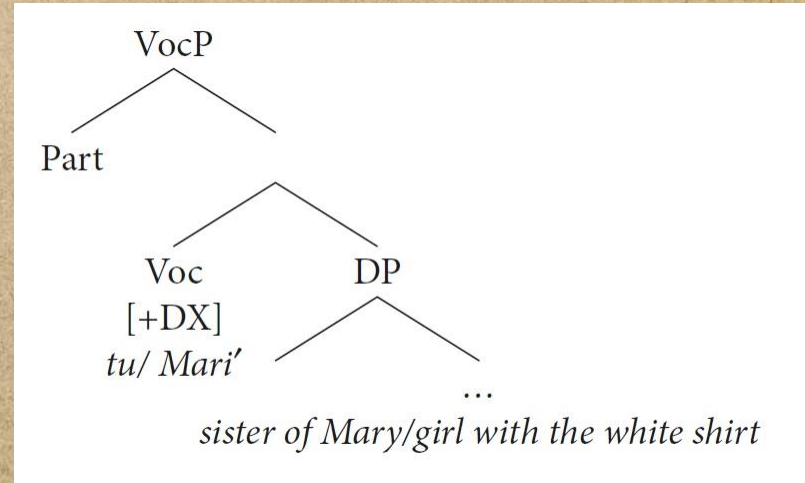 VocP
Part
Voc DP
[+DX]
tu/ Mari′
...
sister of Mary/girl with the white shirt